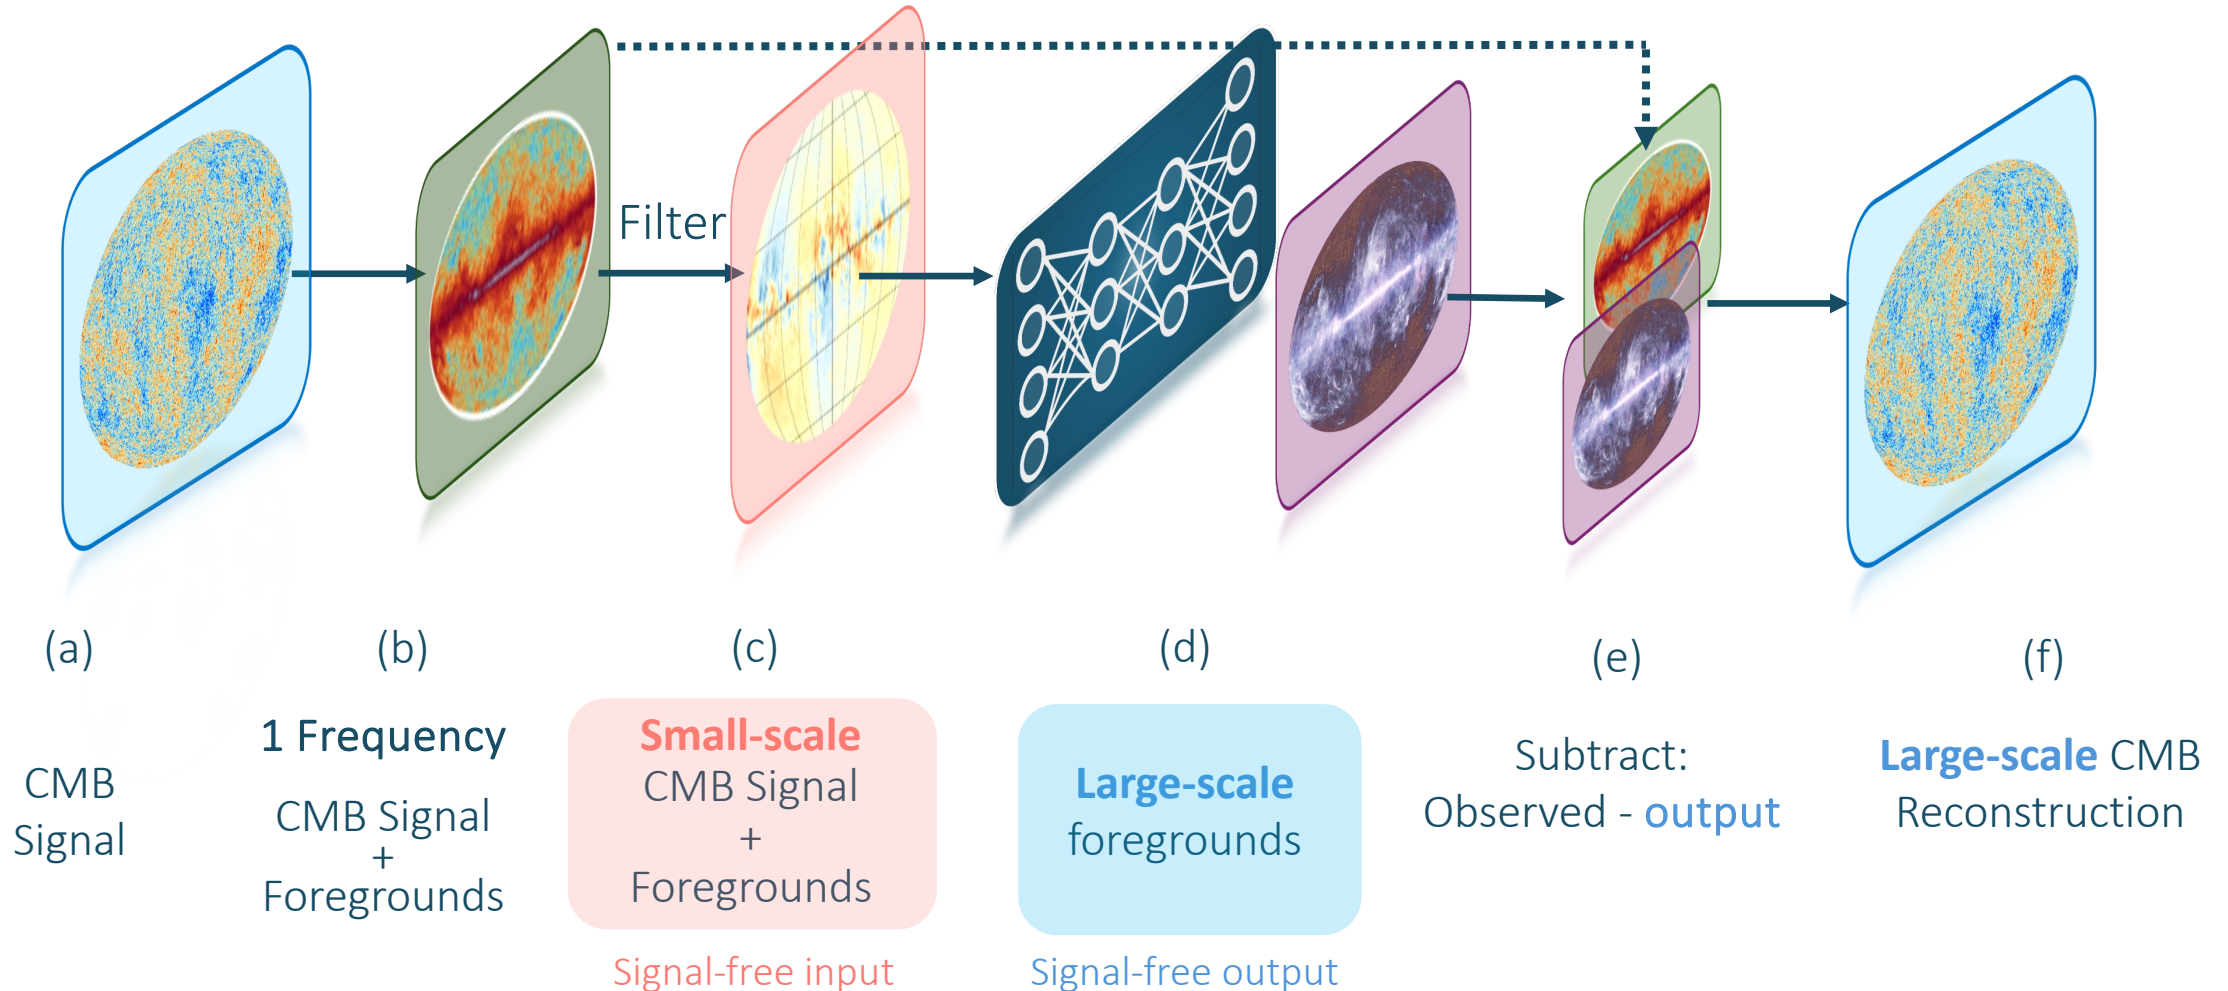 Filter
(a)
(b)
(c)
(d)
(e)
(f)
CMB
Signal
1 Frequency
CMB Signal
+
Foregrounds
Small-scale
CMB Signal
+
Foregrounds
Signal-free input
Large-scale
foregrounds
Signal-free output
Subtract:
Observed - output
Large-scale CMB
Reconstruction